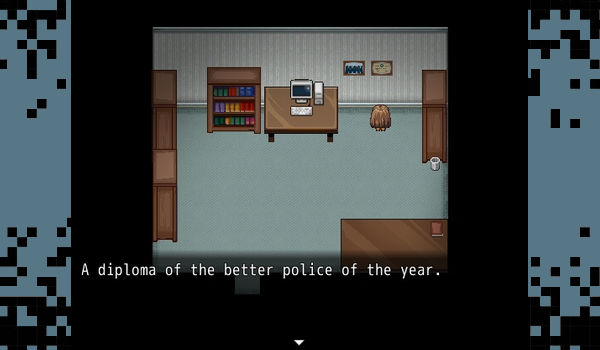 A diploma of the better police of the year.